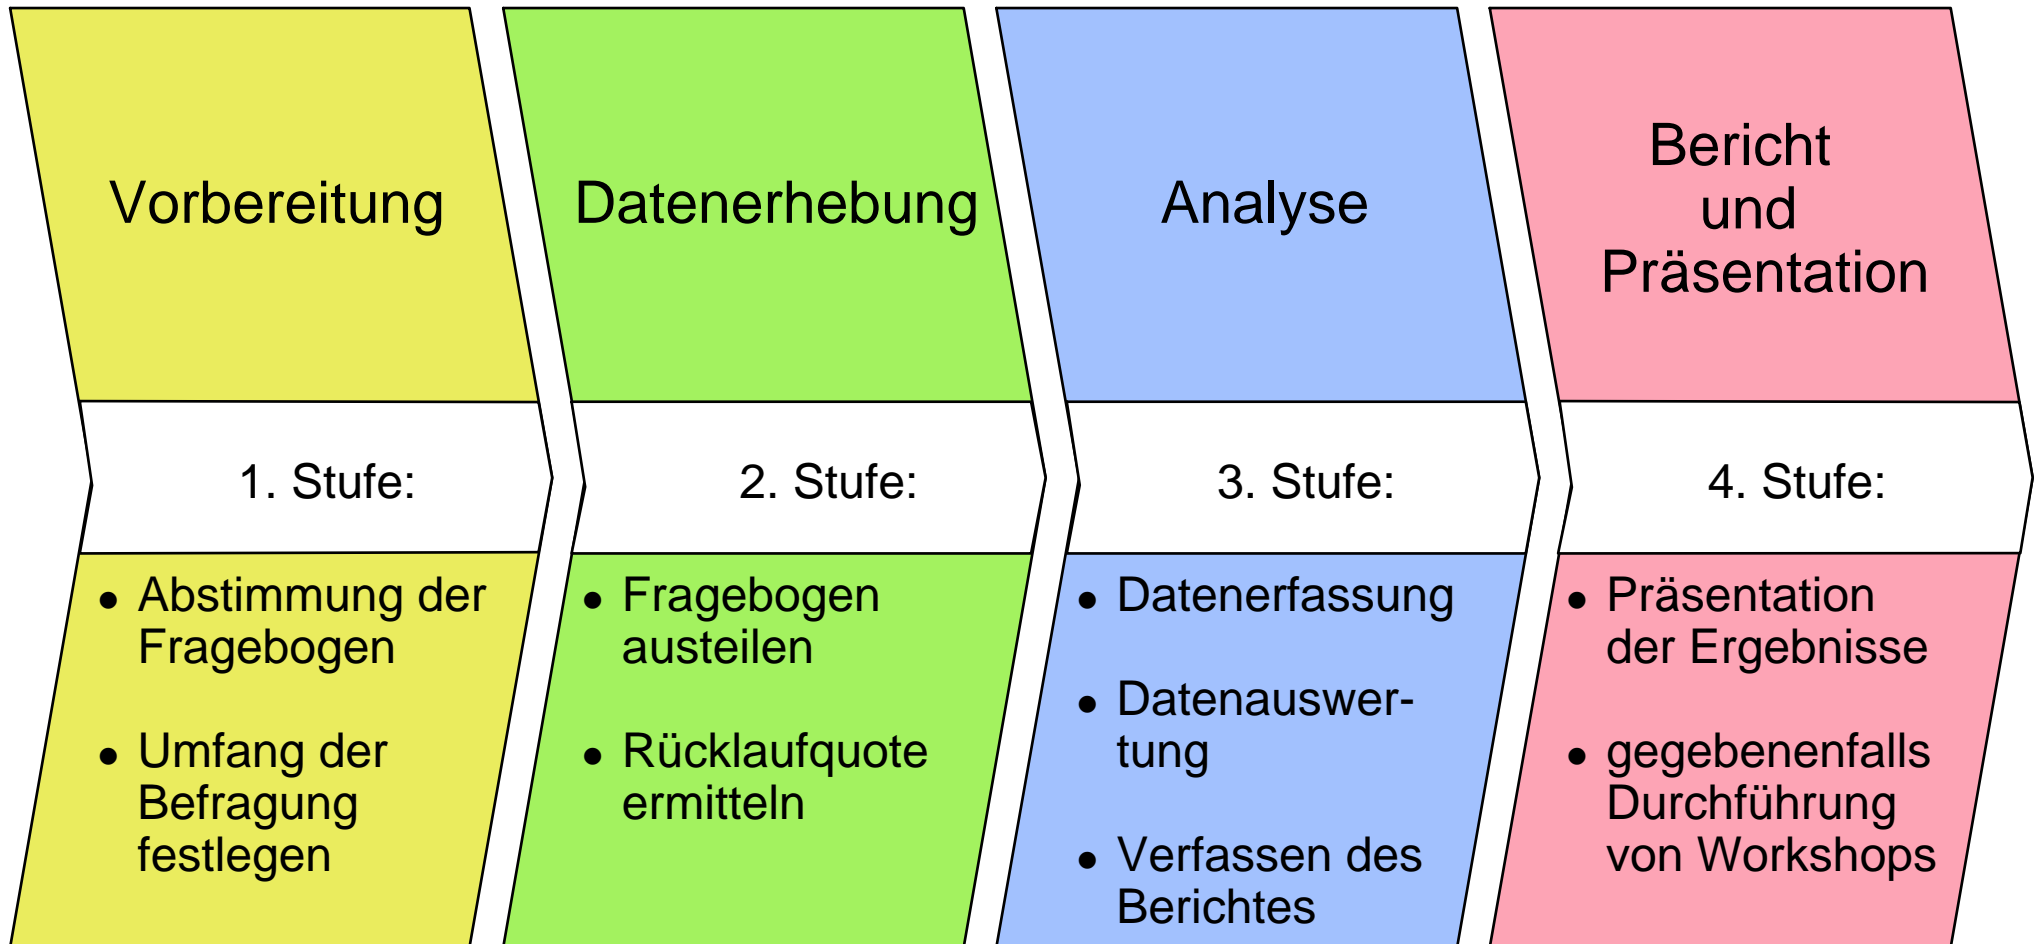 Vorbereitung
1. Stufe:
● Abstimmung der
Fragebogen
● Umfang der
Befragung
festlegen
Datenerhebung
2. Stufe:
● Fragebogen
austeilen
● Rücklaufquote
ermitteln
Analyse
3. Stufe:
● Datenerfassung
● Datenauswer-
tung
● Verfassen des
Berichtes
Bericht
und
Präsentation
4. Stufe:
● Präsentation
der Ergebnisse
● gegebenenfalls
Durchführung
von Workshops